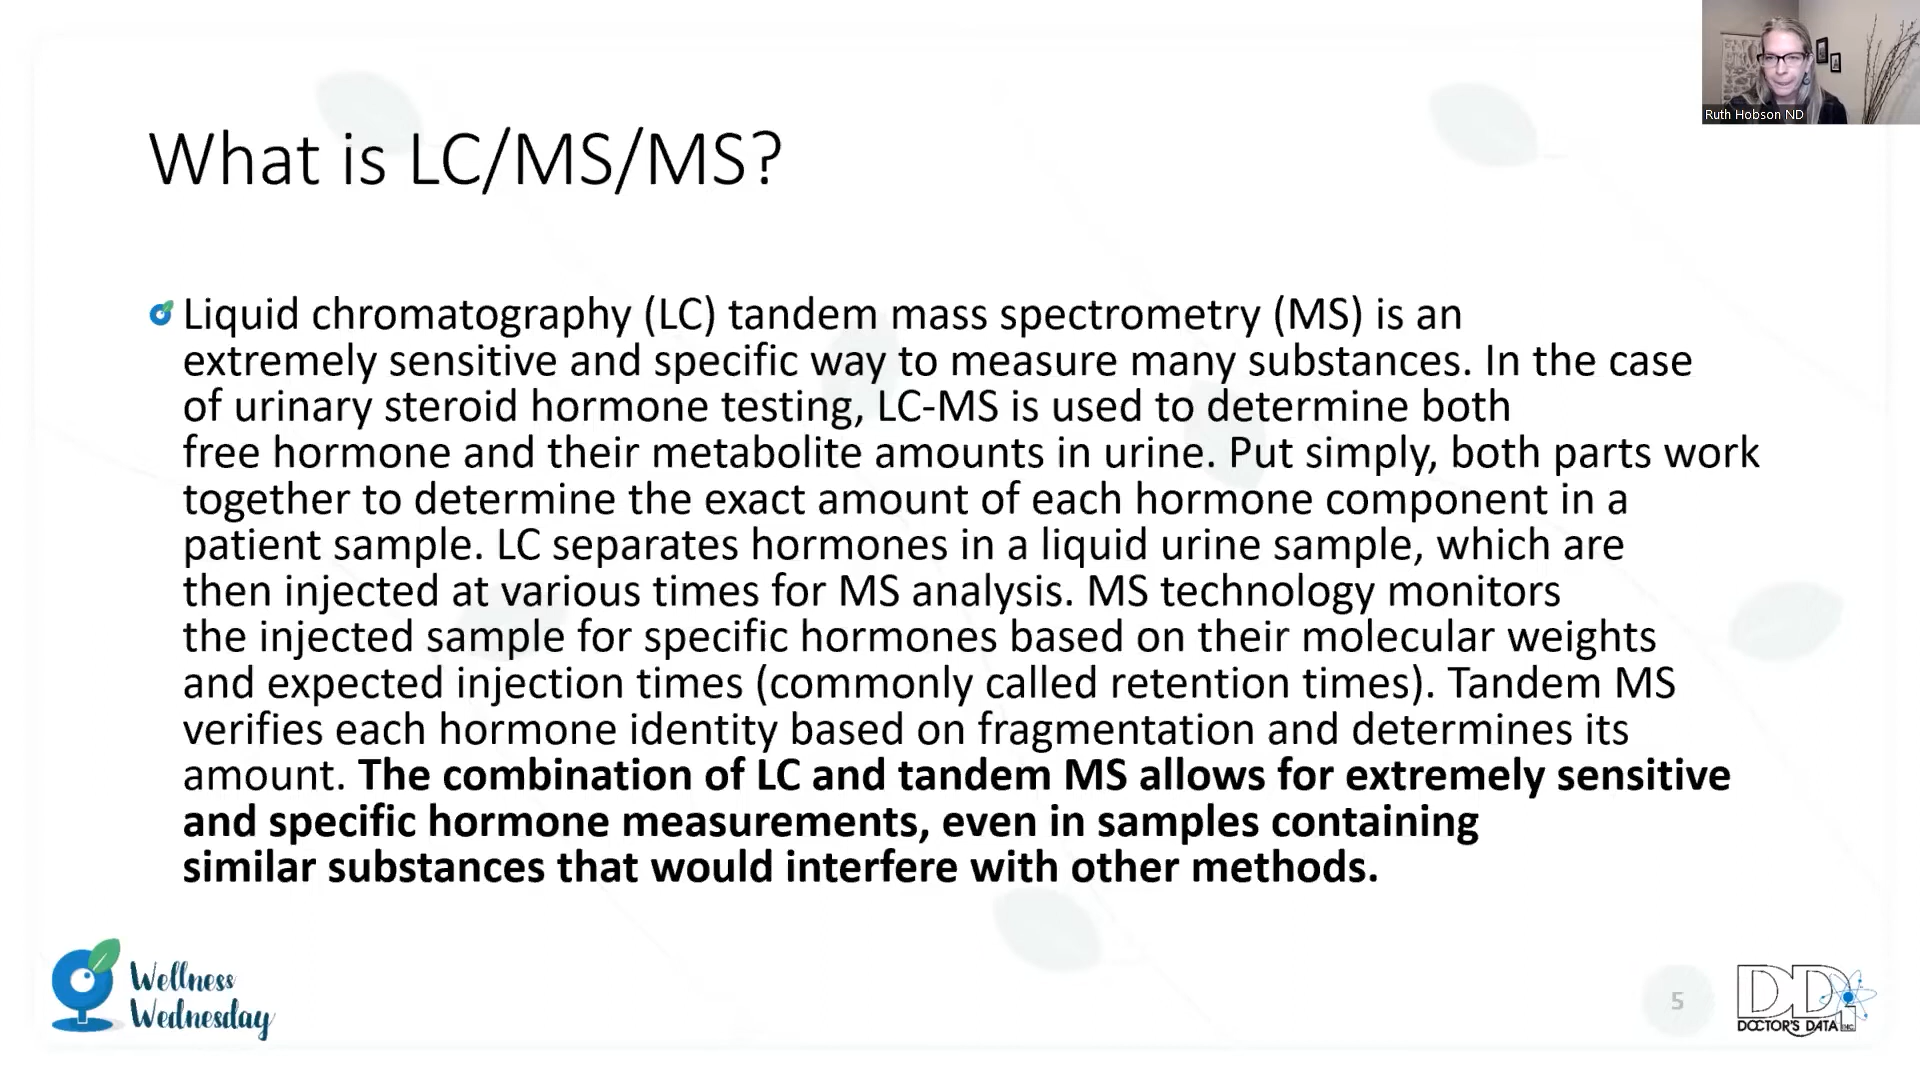 Ruth Hobson ND
What is LC/MS/MS?
Liquid chromatography (LC) tandem mass spectrometry (MS) is an
extremely sensitive and specific way to measure many substances. In the case
of urinary steroid hormone testing, LC-MS is used to determine both
free hormone and their metabolite amounts in urine. Put simply, both parts work
together to determine the exact amount of each hormone component in a
patient sample. LC separates hormones in a liquid urine sample, which are
then injected at various times for MS analysis. MS technology monitors
the injected sample for specific hormones based on their molecular weights
and expected injection times (commonly called retention times). Tandem MS
verifies each hormone identity based on fragmentation and determines its
amount. The combination of LC and tandem MS allows for extremely sensitive
and specific hormone measurements, even in samples containing
similar substances that would interfere with other methods.
Wellness
Wednesday
5
DDI
DOCTOR'S DATA INC.